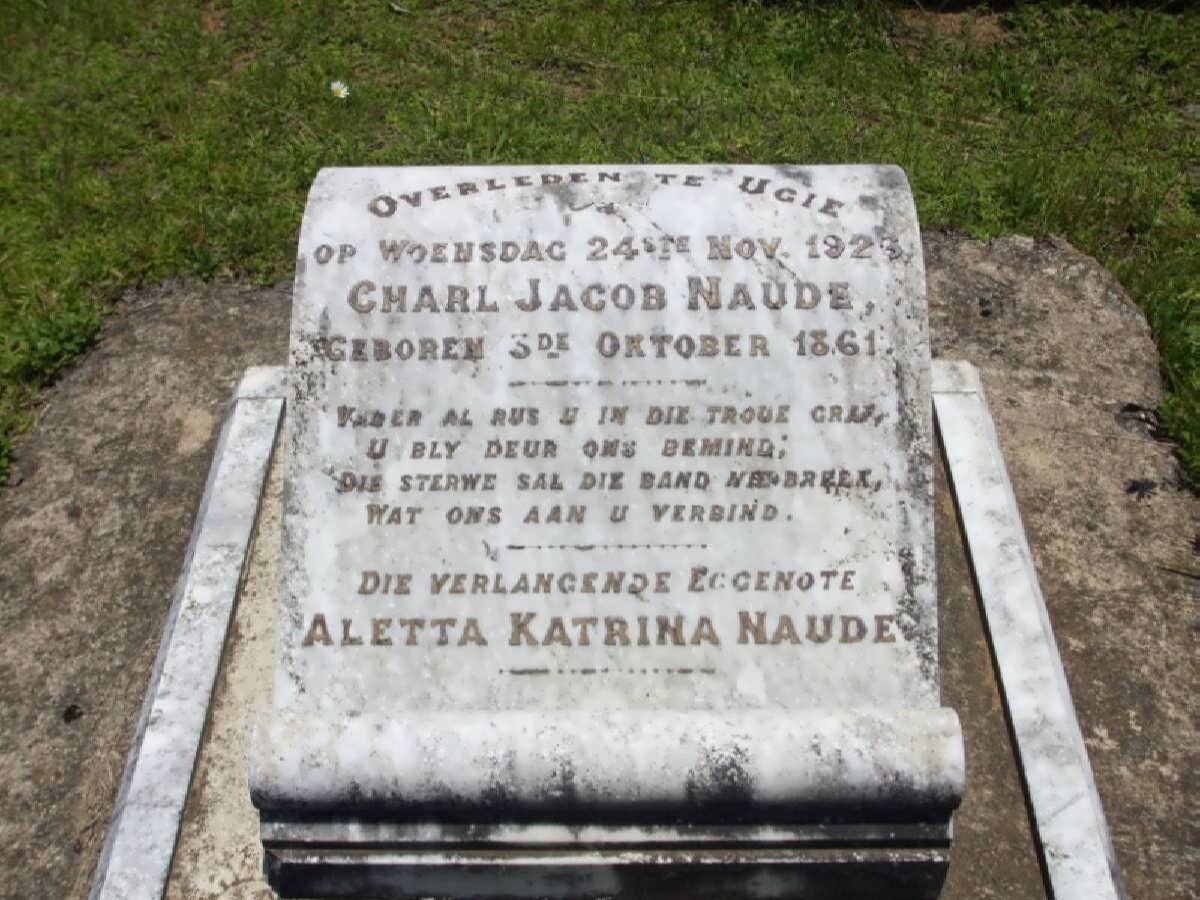 OVERLEDEN TE UGIE
OP WOENSDAG 24STE NOV. 1926
CHARL JACOB NAUDE,
GEBOREN 3DE OKTOBER 1861
VADER AL RUS U IN DIE TROUE GRAF,
U BLY DEUR ONS BEMIND;
DIE STERWE SAL DIE BAND NIE BREEK,
WAT ONS AAN U VERBIND.
DIE VERLANGENDE EGGENOTE
ALETTA KATRINA NAUDE